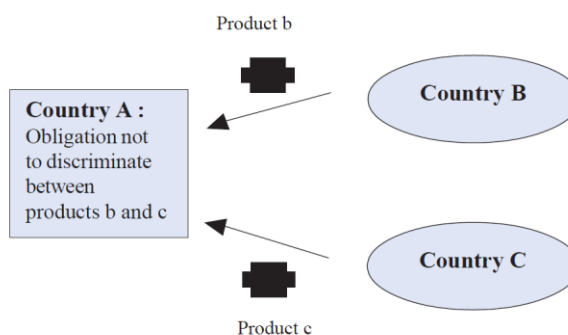 Product b
Country A :
Obligation not
to discriminate
between
products b and c
Country B
Country C
Product c